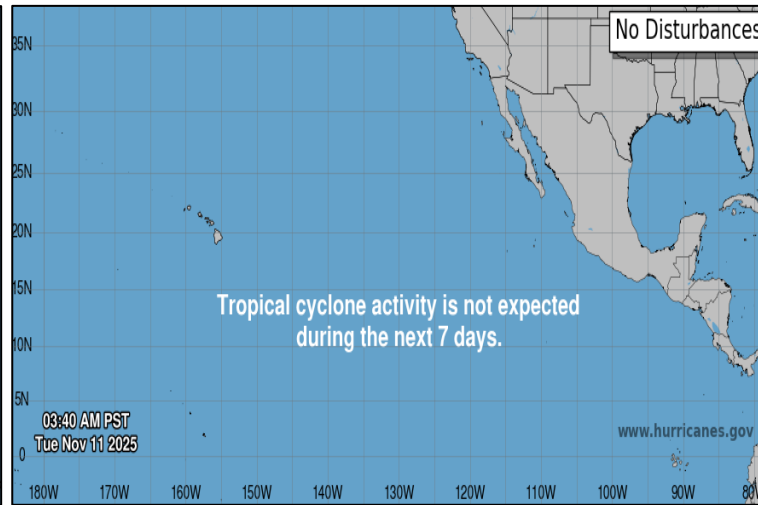 No Disturbances
35N
30N
25N
20N
15N
10N
5N
0
Tropical cyclone activity is not expected
during the next 7 days.
03:40 AM PST
Tue Nov 11 2025
www.hurricanes.gov
180W 170W 160W 150W 140W 130W 120W 110W 100W 90W 80W